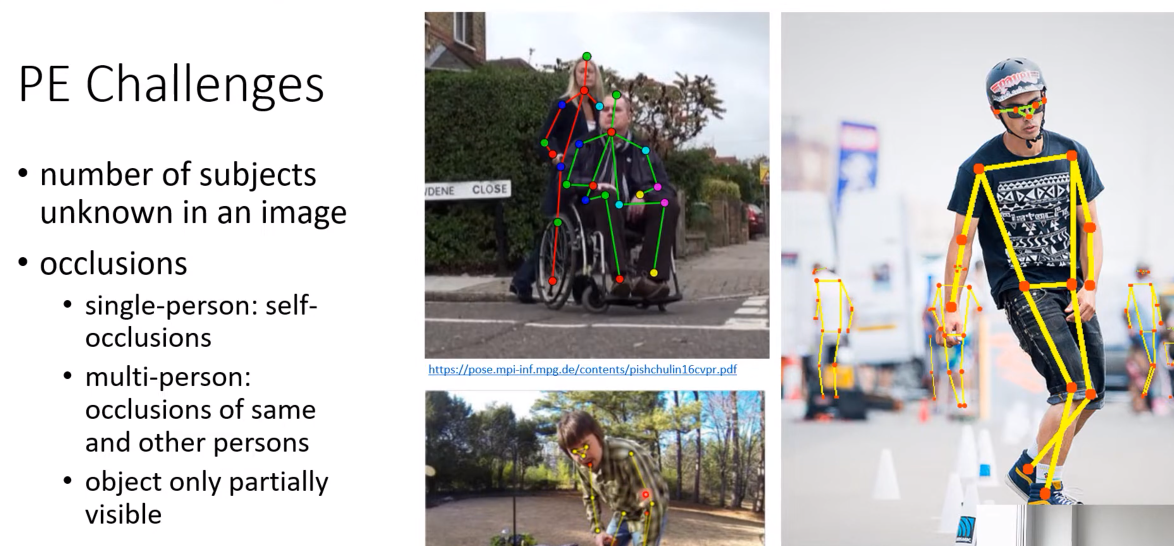 PE Challenges
• number of subjects
unknown in an image
• occlusions
• single-person: self-
occlusions
• multi-person:
occlusions of same
and other persons
• object only partially
visible
DENE CLOSE
https://pose.mpi-inf.mpg.de/contents/pishchulin16cvpr.pdf